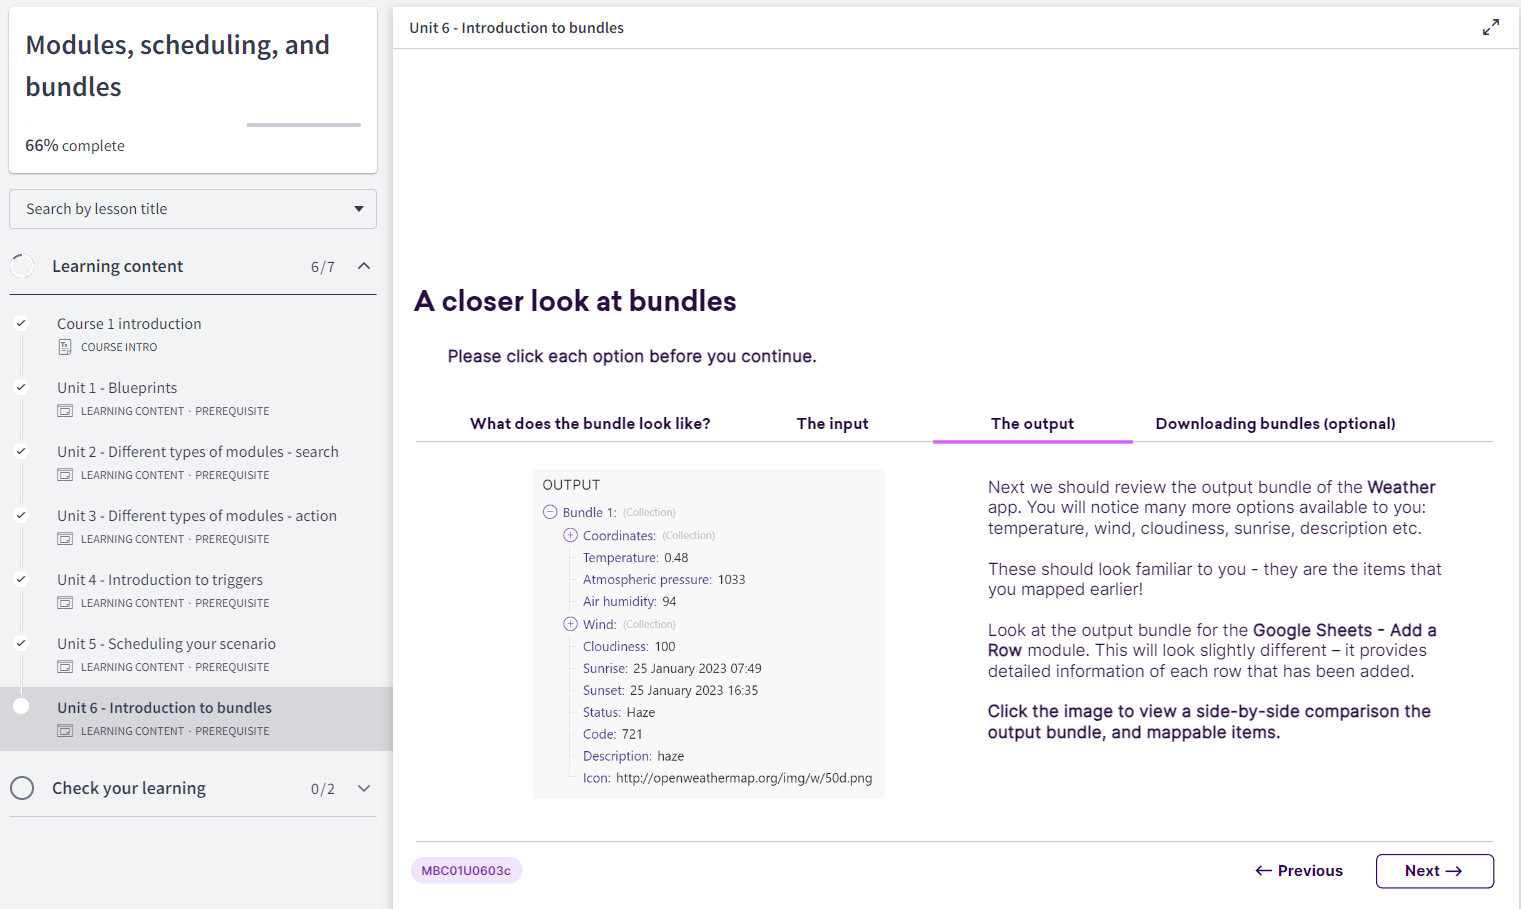 Modules, scheduling, and
bundles
66% complete
Search by lesson title
Learning content 6/7
Course 1 introduction
COURSE INTRO
Unit 1 - Blueprints
LEARNING CONTENT · PREREQUISITE
Unit 2 - Different types of modules - search
LEARNING CONTENT · PREREQUISITE
Unit 3 - Different types of modules - action
LEARNING CONTENT · PREREQUISITE
Unit 4 - Introduction to triggers
LEARNING CONTENT · PREREQUISITE
Unit 5 - Scheduling your scenario
LEARNING CONTENT · PREREQUISITE
Unit 6 - Introduction to bundles
LEARNING CONTENT · PREREQUISITE
Check your learning 0/2
Unit 6 - Introduction to bundles
A closer look at bundles
Please click each option before you continue.
What does the bundle look like? The input The output Downloading bundles (optional)
OUTPUT
Bundle 1: (Collection)
Coordinates: (Collection)
Temperature: 0.48
Atmospheric pressure: 1033
Air humidity: 94
Wind: (Collection)
Cloudiness: 100
Sunrise: 25 January 2023 07:49
Sunset: 25 January 2023 16:35
Status: Haze
Code: 721
Description: haze
Icon: http://openweathermap.org/img/w/50d.png
Next we should review the output bundle of the Weather
app. You will notice many more options available to you:
temperature, wind, cloudiness, sunrise, description etc.
These should look familiar to you - they are the items that
you mapped earlier!
Look at the output bundle for the Google Sheets - Add a
Row module. This will look slightly different – it provides
detailed information of each row that has been added.
Click the image to view a side-by-side comparison the
output bundle, and mappable items.
MBC01U0603c
← Previous
Next →